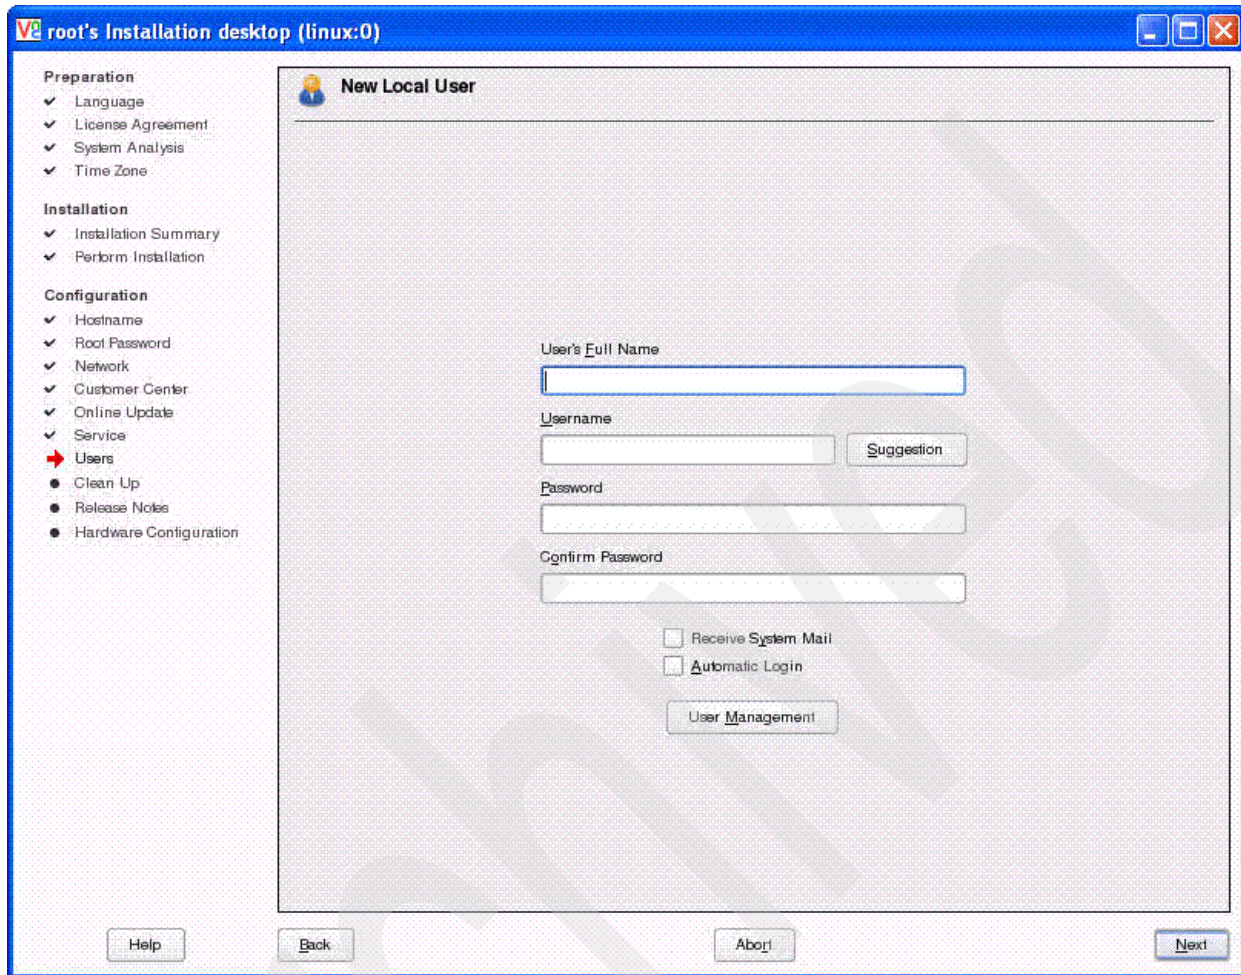 root's Installation desktop (linux:0)
Preparation
Language
License Agreement
System Analysis
Time Zone
Installation
Installation Summary
Perform Installation
Configuration
Hostname
Root Password
Network
Customer Center
Online Update
Service
Users
Clean Up
Release Notes
Hardware Configuration
New Local User
User's Full Name
Username
Suggestion
Password
Confirm Password
Receive System Mail
Automatic Login
User Management
Help
Back
Abort
Next